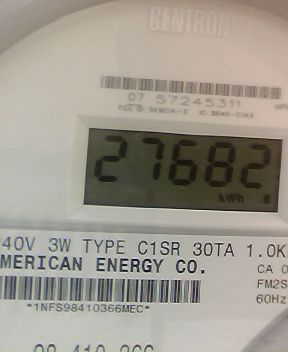 CENTRON
07 57245311
27682
kWh
40V 3W TYPE C1SR 30TA 1.0K
MERICAN ENERGY CO.
CA 0
FM2S
60Hz
*1NFS98410366MEC*